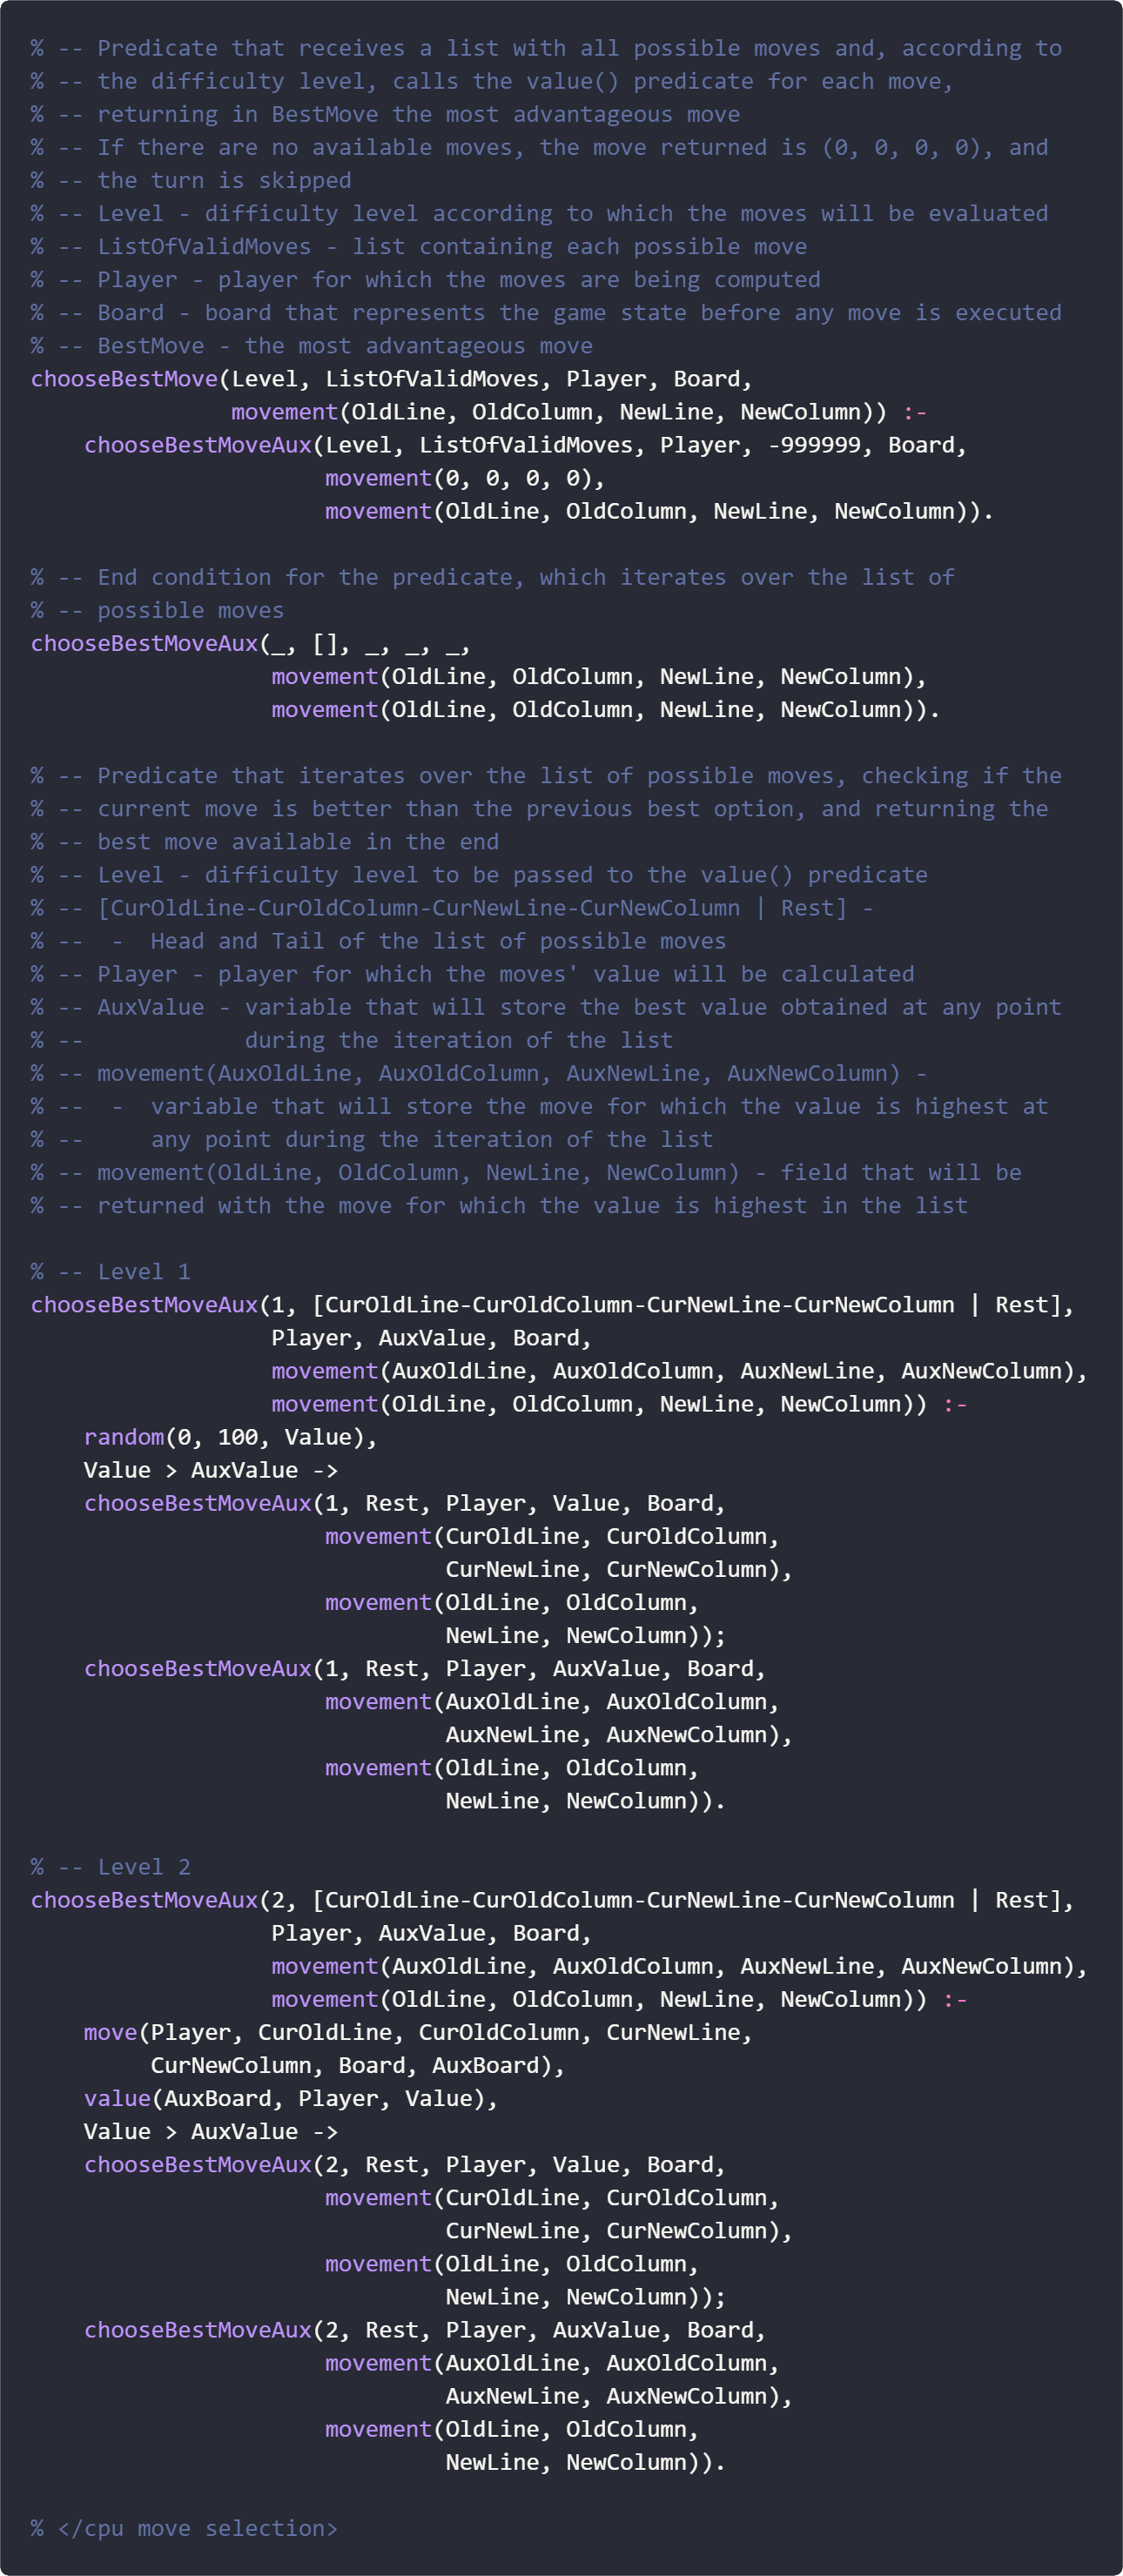 % -- Predicate that receives a list with all possible moves and, according to
% -- the difficulty level, calls the value() predicate for each move,
% -- returning in BestMove the most advantageous move
% -- If there are no available moves, the move returned is (0, 0, 0, 0), and
% -- the turn is skipped
% -- Level - difficulty level according to which the moves will be evaluated
% -- ListOfValidMoves - list containing each possible move
% -- Player - player for which the moves are being computed
% -- Board - board that represents the game state before any move is executed
% -- BestMove - the most advantageous move
chooseBestMove(Level, ListOfValidMoves, Player, Board,
               movement(OldLine, OldColumn, NewLine, NewColumn)) :-
    chooseBestMoveAux(Level, ListOfValidMoves, Player, -999999, Board,
                      movement(0, 0, 0, 0),
                      movement(OldLine, OldColumn, NewLine, NewColumn)).

% -- End condition for the predicate, which iterates over the list of
% -- possible moves
chooseBestMoveAux(_, [], _, _, _,
                  movement(OldLine, OldColumn, NewLine, NewColumn),
                  movement(OldLine, OldColumn, NewLine, NewColumn)).

% -- Predicate that iterates over the list of possible moves, checking if the
% -- current move is better than the previous best option, and returning the
% -- best move available in the end
% -- Level - difficulty level to be passed to the value() predicate
% -- [CurOldLine-CurOldColumn-CurNewLine-CurNewColumn | Rest] -
% --  -  Head and Tail of the list of possible moves
% -- Player - player for which the moves' value will be calculated
% -- AuxValue - variable that will store the best value obtained at any point
% --            during the iteration of the list
% -- movement(AuxOldLine, AuxOldColumn, AuxNewLine, AuxNewColumn) -
% --  -  variable that will store the move for which the value is highest at
% --     any point during the iteration of the list
% -- movement(OldLine, OldColumn, NewLine, NewColumn) - field that will be
% -- returned with the move for which the value is highest in the list

% -- Level 1
chooseBestMoveAux(1, [CurOldLine-CurOldColumn-CurNewLine-CurNewColumn | Rest],
                  Player, AuxValue, Board,
                  movement(AuxOldLine, AuxOldColumn, AuxNewLine, AuxNewColumn),
                  movement(OldLine, OldColumn, NewLine, NewColumn)) :-
    random(0, 100, Value),
    Value > AuxValue ->
    chooseBestMoveAux(1, Rest, Player, Value, Board,
                      movement(CurOldLine, CurOldColumn,
                               CurNewLine, CurNewColumn),
                      movement(OldLine, OldColumn,
                               NewLine, NewColumn));
    chooseBestMoveAux(1, Rest, Player, AuxValue, Board,
                      movement(AuxOldLine, AuxOldColumn,
                               AuxNewLine, AuxNewColumn),
                      movement(OldLine, OldColumn,
                               NewLine, NewColumn)).

% -- Level 2
chooseBestMoveAux(2, [CurOldLine-CurOldColumn-CurNewLine-CurNewColumn | Rest],
                  Player, AuxValue, Board,
                  movement(AuxOldLine, AuxOldColumn, AuxNewLine, AuxNewColumn),
                  movement(OldLine, OldColumn, NewLine, NewColumn)) :-
    move(Player, CurOldLine, CurOldColumn, CurNewLine,
         CurNewColumn, Board, AuxBoard),
    value(AuxBoard, Player, Value),
    Value > AuxValue ->
    chooseBestMoveAux(2, Rest, Player, Value, Board,
                      movement(CurOldLine, CurOldColumn,
                               CurNewLine, CurNewColumn),
                      movement(OldLine, OldColumn,
                               NewLine, NewColumn));
    chooseBestMoveAux(2, Rest, Player, AuxValue, Board,
                      movement(AuxOldLine, AuxOldColumn,
                               AuxNewLine, AuxNewColumn),
                      movement(OldLine, OldColumn,
                               NewLine, NewColumn)).

% </cpu move selection>